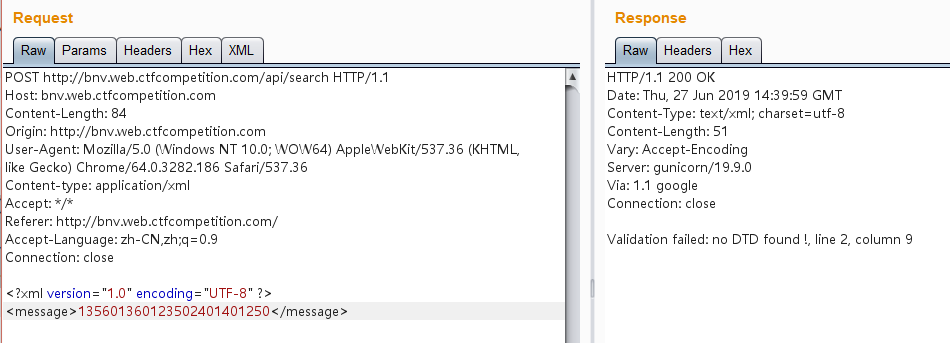 Request
Raw Params Headers Hex XML
POST http://bnv.web.ctfcompetition.com/api/search HTTP/1.1
Host: bnv.web.ctfcompetition.com
Content-Length: 84
Origin: http://bnv.web.ctfcompetition.com
User-Agent: Mozilla/5.0 (Windows NT 10.0; WOW64) AppleWebKit/537.36 (KHTML,
like Gecko) Chrome/64.0.3282.186 Safari/537.36
Content-type: application/xml
Accept: */*
Referer: http://bnv.web.ctfcompetition.com/
Accept-Language: zh-CN,zh;q=0.9
Connection: close
<?xml version="1.0" encoding="UTF-8" ?>
<message>135601360123502401401250</message>
Response
Raw Headers Hex
HTTP/1.1 200 OK
Date: Thu, 27 Jun 2019 14:39:59 GMT
Content-Type: text/xml; charset=utf-8
Content-Length: 51
Vary: Accept-Encoding
Server: gunicorn/19.9.0
Via: 1.1 google
Connection: close
Validation failed: no DTD found !, line 2, column 9